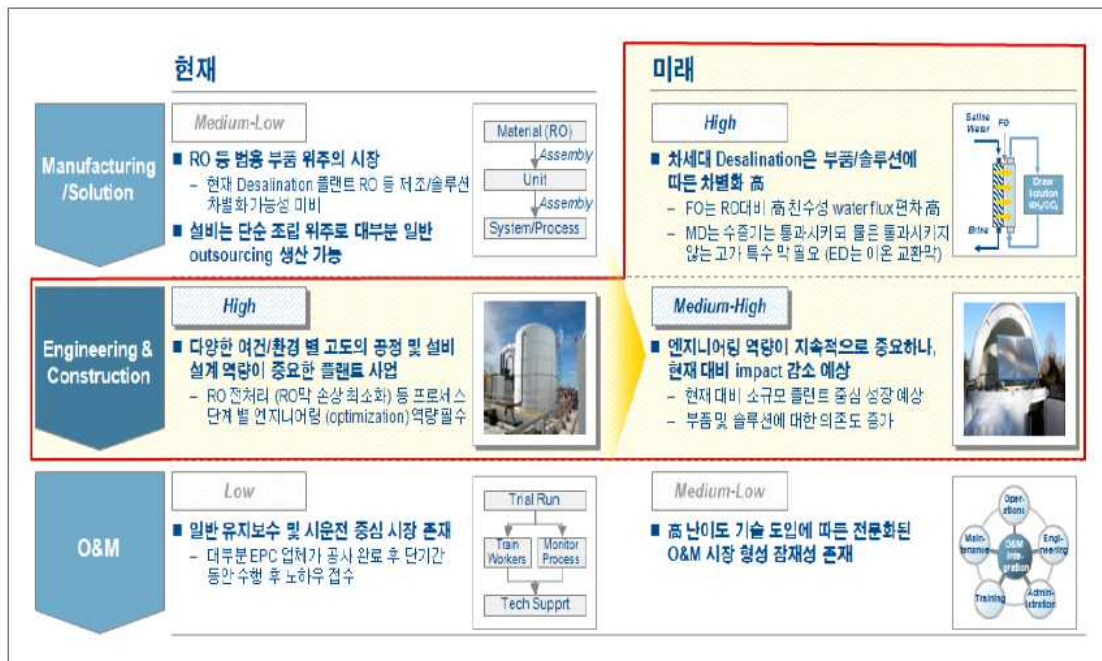 현재
미래
Manufacturing
/Solution
Medium-Low
■ RO 등 범용 부품 위주의 시장
– 현재 Desalination 플랜트 RO 등 제조/솔루션
차별화 가능성 미비
■ 설비는 단순 조립 위주로 대부분 일반
outsourcing 생산 가능
Material (RO)
Assembly
Unit
Assembly
System/Process
High
■ 차세대 Desalination은 부품/솔루션에
따른 차별화 高
– FO는 RO대비 高 친수성 water flux 편차 高
– MD는 수증기는 통과시키되 물은 통과시키지
않는 고가 특수 막 필요 (ED는 이온 교환막)
Saline
Water
FO
Draw
solution
NH₃/CO₂
Brine
Engineering &
Construction
High
■ 다양한 여건/환경 별 고도의 공정 및 설비
설계 역량이 중요한 플랜트 사업
– RO 전처리 (RO막 손상 최소화) 등 프로세스
단계 별 엔지니어링 (optimization) 역량 필수
Medium-High
■ 엔지니어링 역량이 지속적으로 중요하나,
현재 대비 impact 감소 예상
– 현재 대비 소규모 플랜트 중심 성장 예상
– 부품 및 솔루션에 대한 의존도 증가
O&M
Low
■ 일반 유지보수 및 시운전 중심 시장 존재
– 대부분 EPC 업체가 공사 완료 후 단기간
동안 수행 후 노하우 접수
Trial Run
Train
Workers
Monitor
Process
Tech Supprt
Medium-Low
■ 高 난이도 기술 도입에 따른 전문화된
O&M 시장 형성 잠재성 존재
Oper-
ations
Main-
tenance
O&M
Inte-
gration
Engi-
neering
Training
Admin-
istration